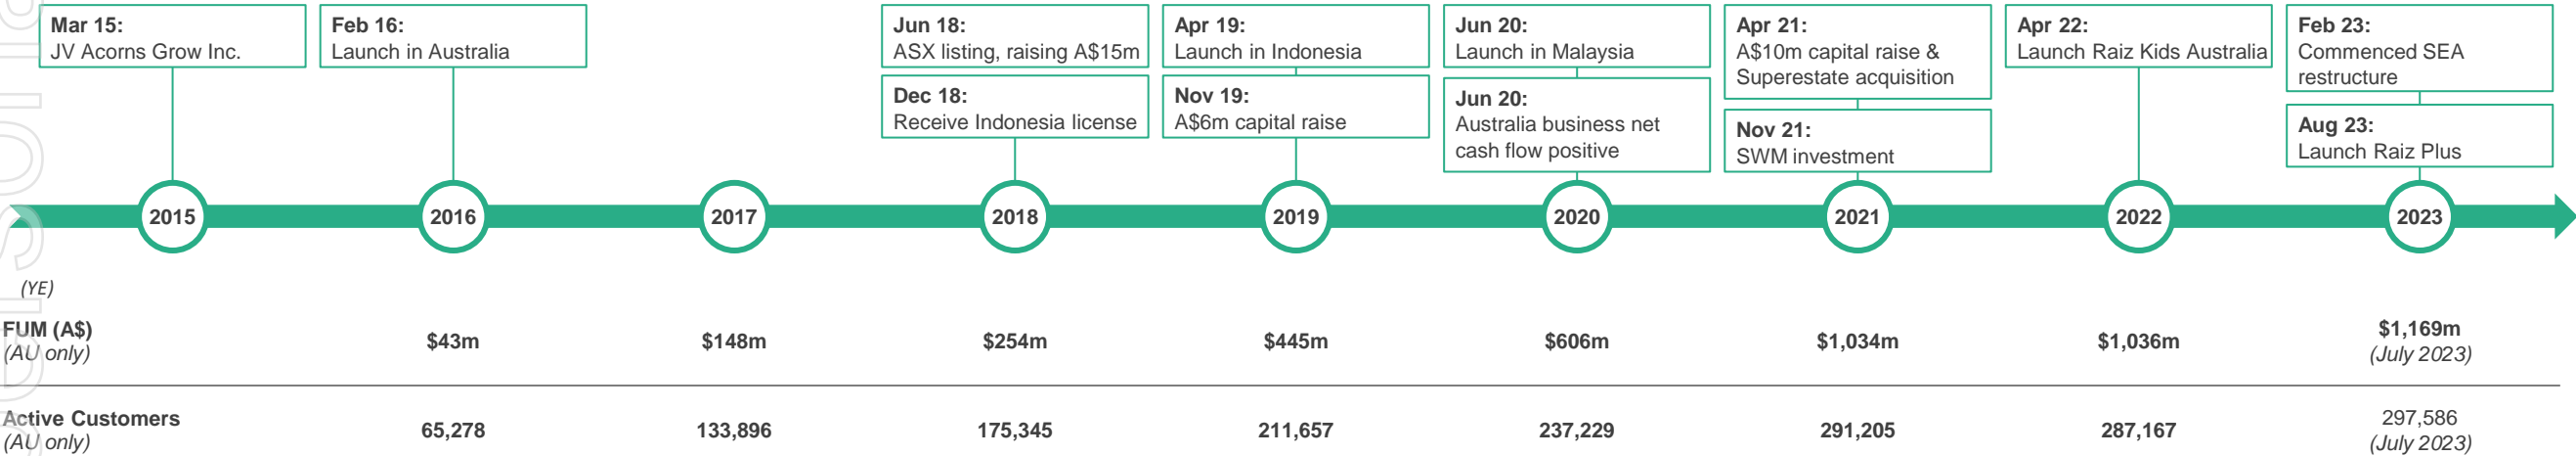 Mar 15:
JV Acorns Grow Inc.
Feb 16:
Launch in Australia
Jun 18:
ASX listing, raising A$15m
Dec 18:
Receive Indonesia license
Apr 19:
Launch in Indonesia
Nov 19:
A$6m capital raise
Jun 20:
Launch in Malaysia
Jun 20:
Australia business net
cash flow positive
Apr 21:
A$10m capital raise &
Superestate acquisition
Nov 21:
SWM investment
Apr 22:
Launch Raiz Kids Australia
Feb 23:
Commenced SEA
restructure
Aug 23:
Launch Raiz Plus
2015 2016 2017 2018 2019 2020 2021 2022 2023
(YE)
FUM (A$)
(AU only)
$43m $148m $254m $445m $606m $1,034m $1,036m $1,169m
(July 2023)
Active Customers
(AU only)
65,278 133,896 175,345 211,657 237,229 291,205 287,167 297,586
(July 2023)